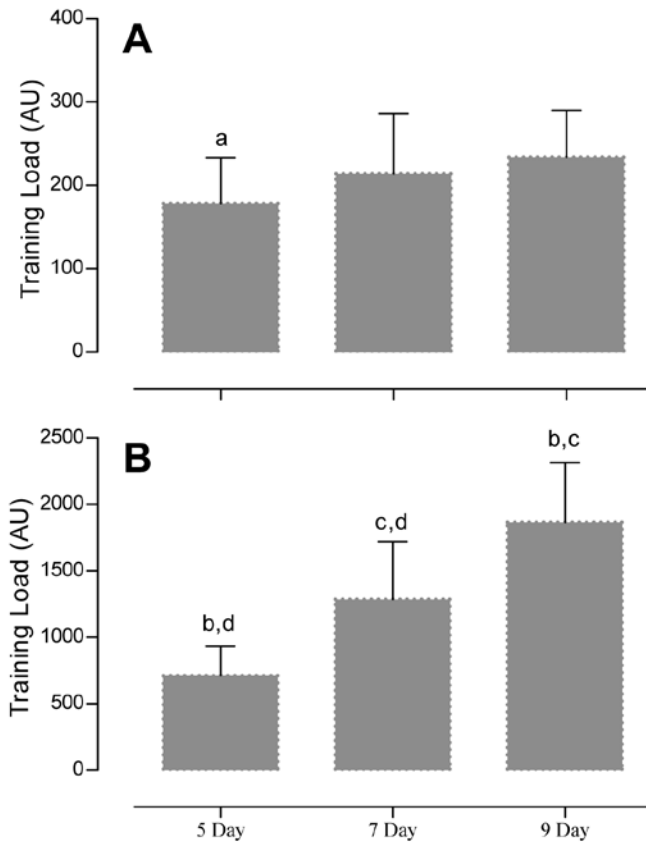 A
Training Load (AU)
400
300
200
100
0
a
B
Training Load (AU)
2500
2000
1500
1000
500
0
b,d
c,d
b,c
5 Day
7 Day
9 Day